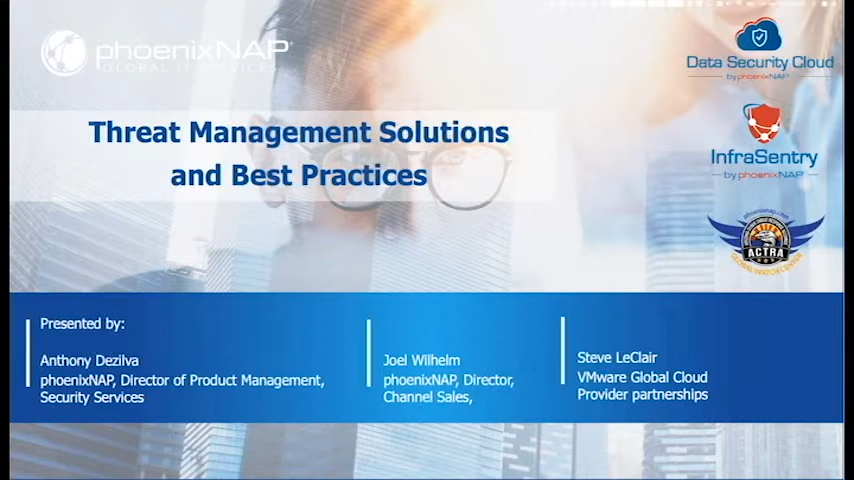 phoenixNAP
GLOBAL IT SERVICES
Data Security Cloud
by phoenixNAP
Threat Management Solutions
and Best Practices
InfraSentry
by phoenixNAP
phoenixnap.com
ACTRA
GLOBAL WATCH CENTER
Presented by:
Anthony Dezilva
phoenixNAP, Director of Product Management,
Security Services
Joel Wilhelm
phoenixNAP, Director,
Channel Sales,
Steve LeClair
VMware Global Cloud
Provider partnerships